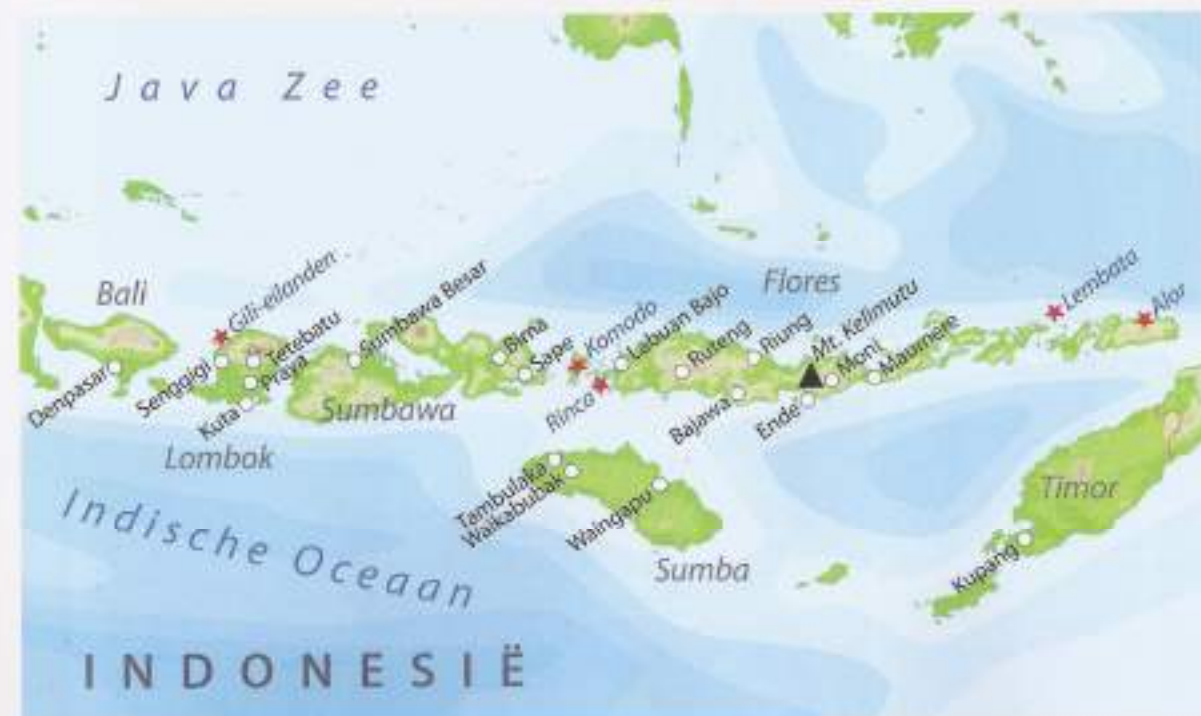 Java Zee
Bali
Gili-eilanden
Denpasar
Senggigi
Tetebatu
Praya
Kuta
Lombok
Sumbawa Besar
Sumbawa
Bima
Sape
Komodo
Rinca
Labuan Bajo
Flores
Ruteng
Riung
Bajawa
Mt. Kelimutu
Moni
Ende
Maumere
Lembata
Alor
Tambulaka
Waikabubak
Waingapu
Sumba
Timor
Kupang
Indische Oceaan
INDONESIË